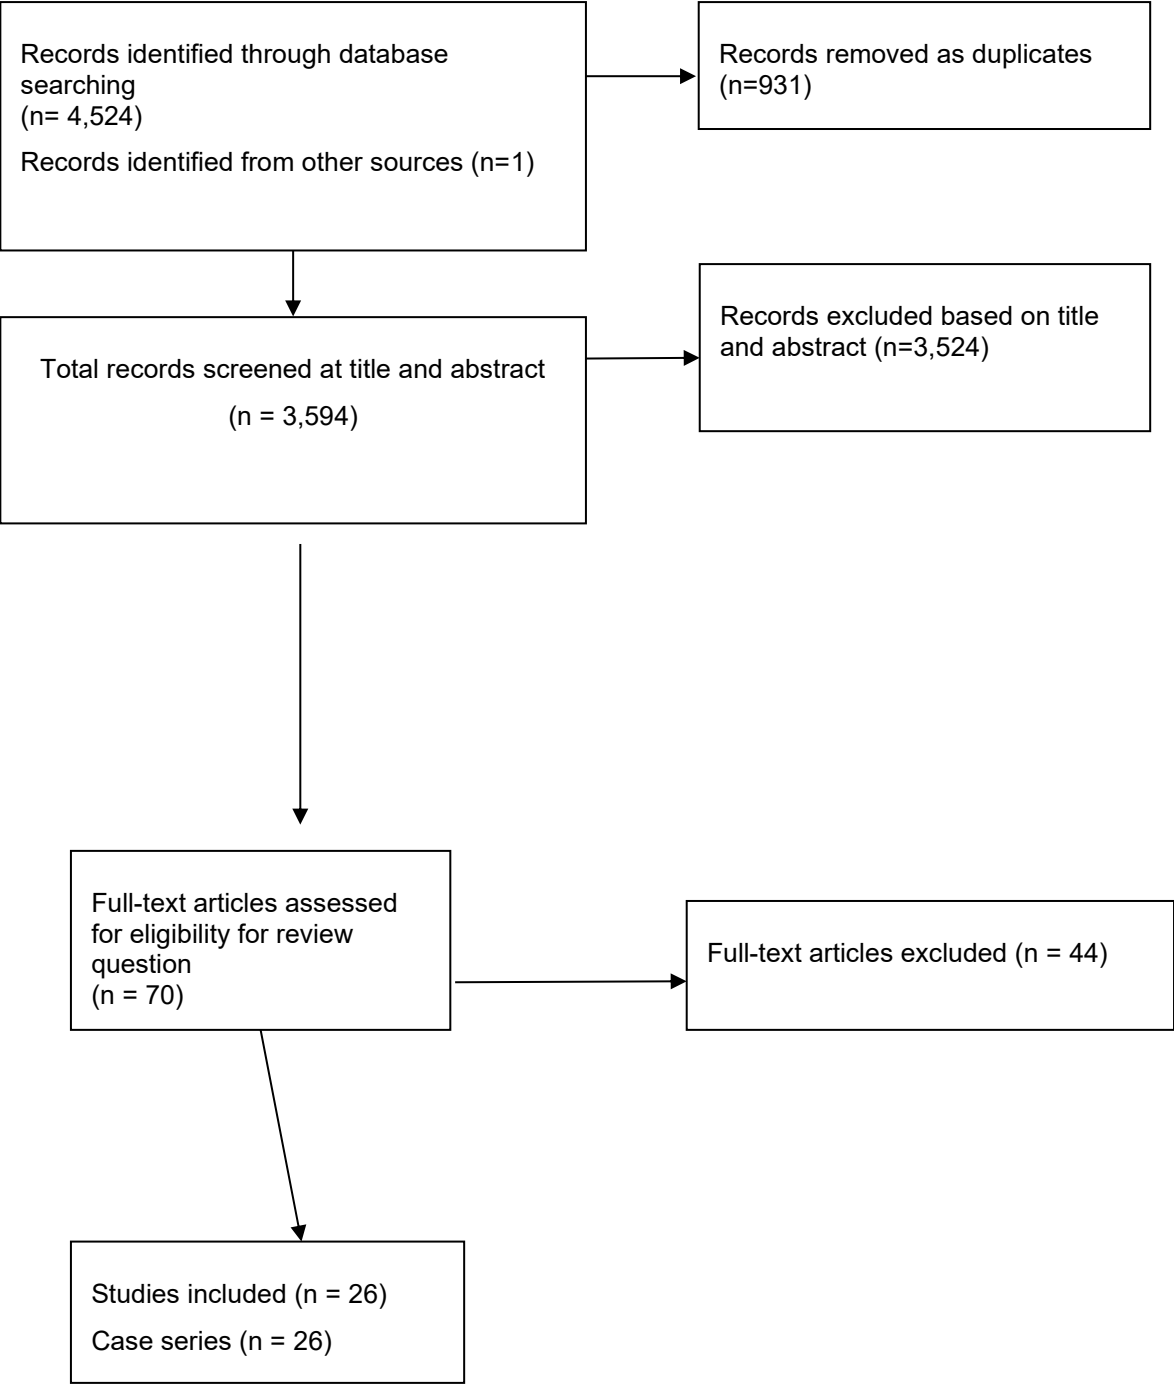 Records identified through database
searching
(n= 4,524)
Records identified from other sources (n=1)
Records removed as duplicates
(n=931)
Total records screened at title and abstract
(n = 3,594)
Records excluded based on title
and abstract (n=3,524)
Full-text articles assessed
for eligibility for review
question
(n = 70)
Full-text articles excluded (n = 44)
Studies included (n = 26)
Case series (n = 26)